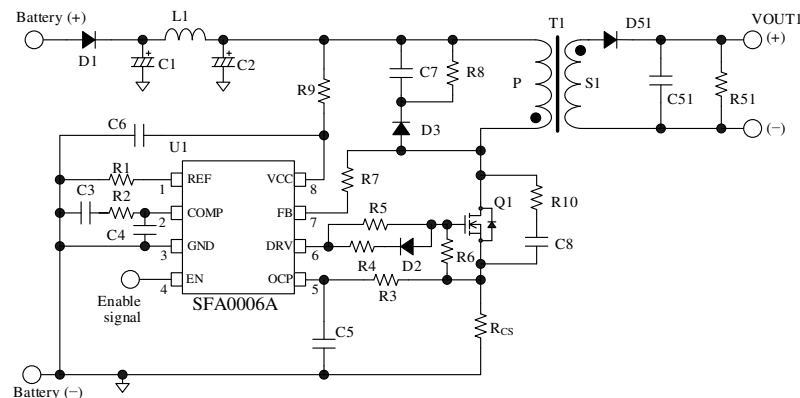 Battery (+)
L1
T1
D51
VOUT1
(+)
D1
C1
C2
C7
R8
P
S1
R9
C51
R51
C6
D3
(−)
U1
R1
REF
VCC
R7
1
8
C3
R2
COMP
FB
R5
Q1
R10
2
7
C4
GND
DRV
R6
3
6
R4
D2
C8
EN
OCP
4
5
R3
Enable
signal
SFA0006A
C5
RCS
Battery (−)